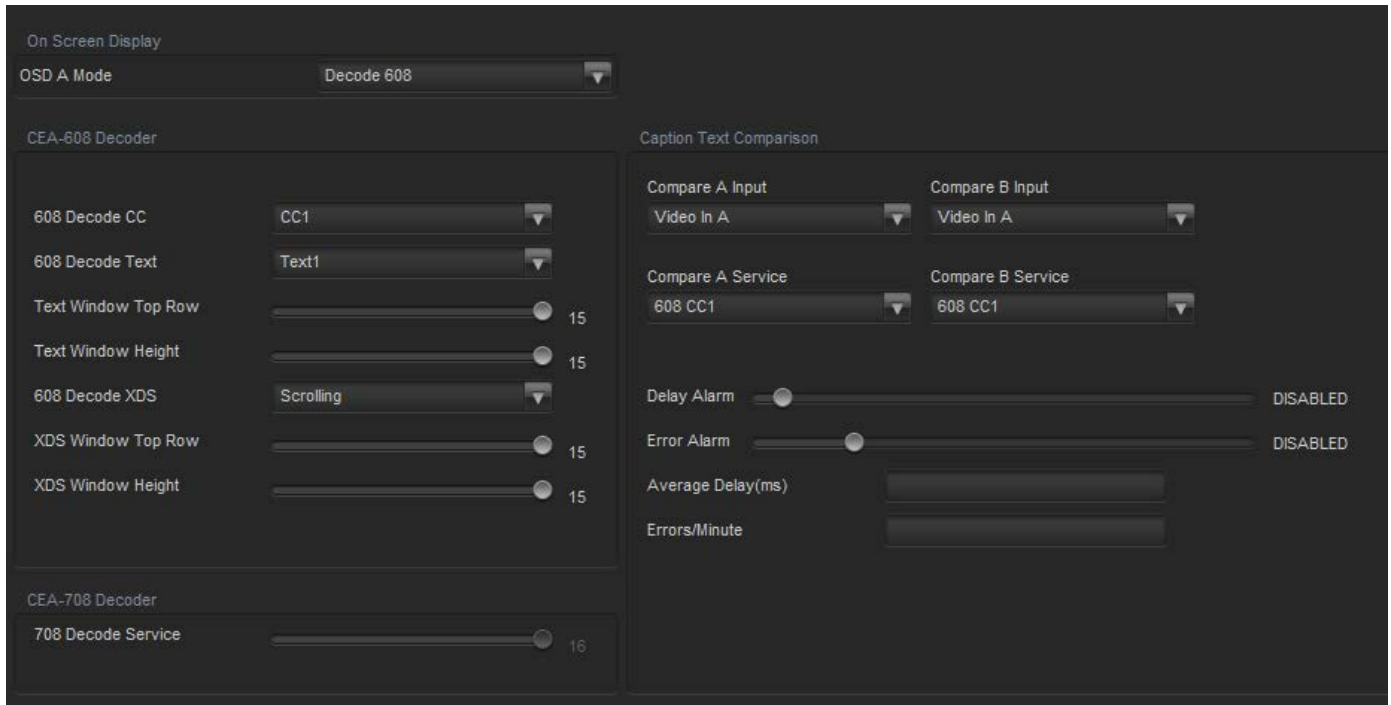 On Screen Display
OSD A Mode Decode 608
CEA-608 Decoder
608 Decode CC CC1
608 Decode Text Text1
Text Window Top Row 15
Text Window Height 15
608 Decode XDS Scrolling
XDS Window Top Row 15
XDS Window Height 15
CEA-708 Decoder
708 Decode Service 16
Caption Text Comparison
Compare A Input Compare B Input
Video In A Video In A
Compare A Service Compare B Service
608 CC1 608 CC1
Delay Alarm DISABLED
Error Alarm DISABLED
Average Delay(ms)
Errors/Minute